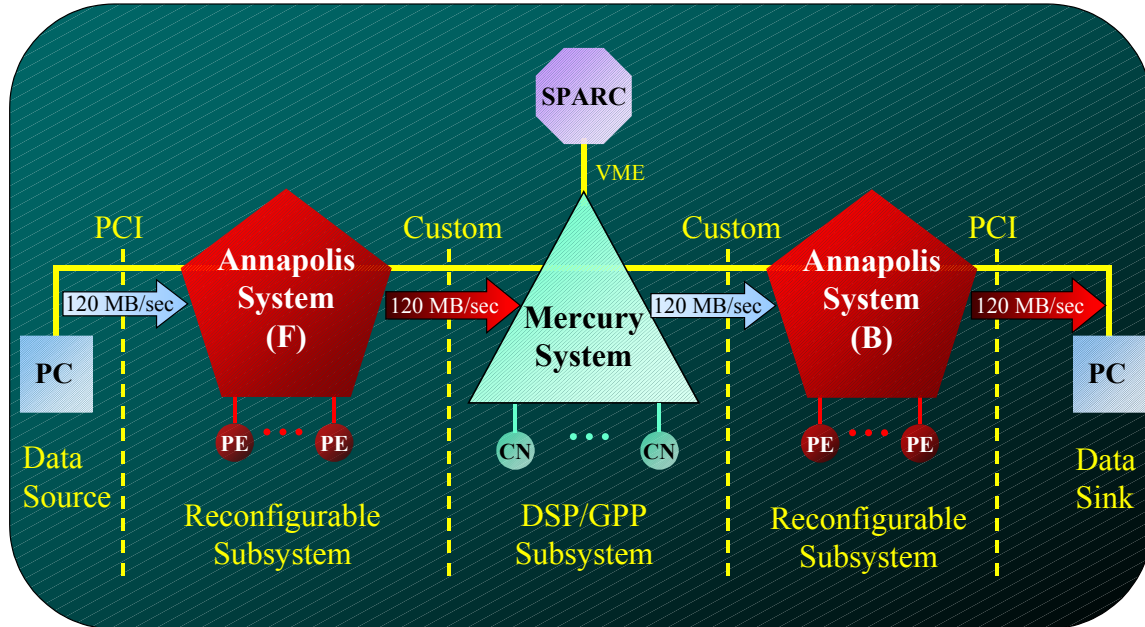 SPARC
VME
PCI
Custom
Custom
PCI
Annapolis
System
(F)
Annapolis
System
(B)
120 MB/sec
120 MB/sec
120 MB/sec
120 MB/sec
Mercury
System
PC
PC
PE
PE
CN
CN
PE
PE
Data
Source
Reconfigurable
Subsystem
DSP/GPP
Subsystem
Reconfigurable
Subsystem
Data
Sink